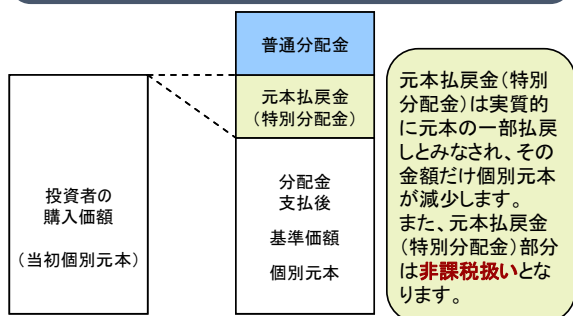 普通分配金
元本払戻金
(特別分配金)
投資者の
購入価額
(当初個別元本)
分配金
支払後
基準価額
個別元本
元本払戻金(特別
分配金)は実質的
に元本の一部払戻
しとみなされ、その
金額だけ個別元本
が減少します。
また、元本払戻金
(特別分配金)部分
は非課税扱いとな
ります。